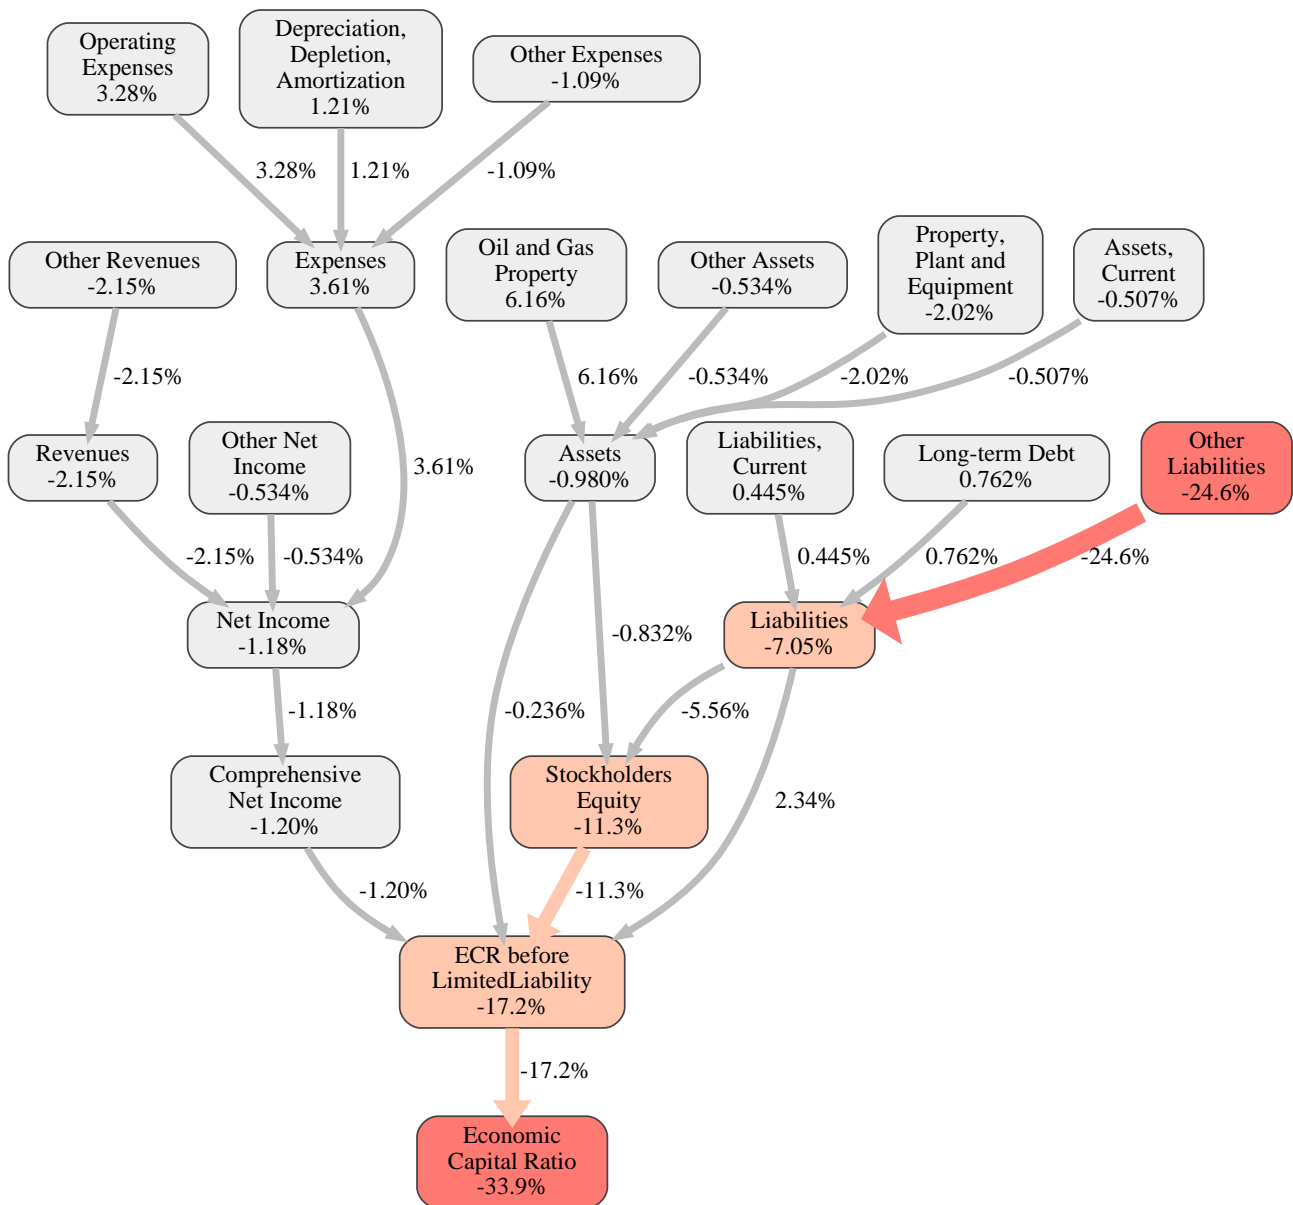 Operating
Expenses
3.28%
Depreciation,
Depletion,
Amortization
1.21%
Other Expenses
-1.09%
3.28%
1.21%
-1.09%
Other Revenues
-2.15%
Expenses
3.61%
Oil and Gas
Property
6.16%
Other Assets
-0.534%
Property,
Plant and
Equipment
-2.02%
Assets,
Current
-0.507%
-2.15%
6.16%
-0.534%
-2.02%
-0.507%
Revenues
-2.15%
Other Net
Income
-0.534%
3.61%
Assets
-0.980%
Liabilities,
Current
0.445%
Long-term Debt
0.762%
Other
Liabilities
-24.6%
-2.15%
-0.534%
0.445%
0.762%
-24.6%
Net Income
-1.18%
-0.832%
Liabilities
-7.05%
-1.18%
-0.236%
-5.56%
Comprehensive
Net Income
-1.20%
Stockholders
Equity
-11.3%
2.34%
-1.20%
-11.3%
ECR before
LimitedLiability
-17.2%
-17.2%
Economic
Capital Ratio
-33.9%